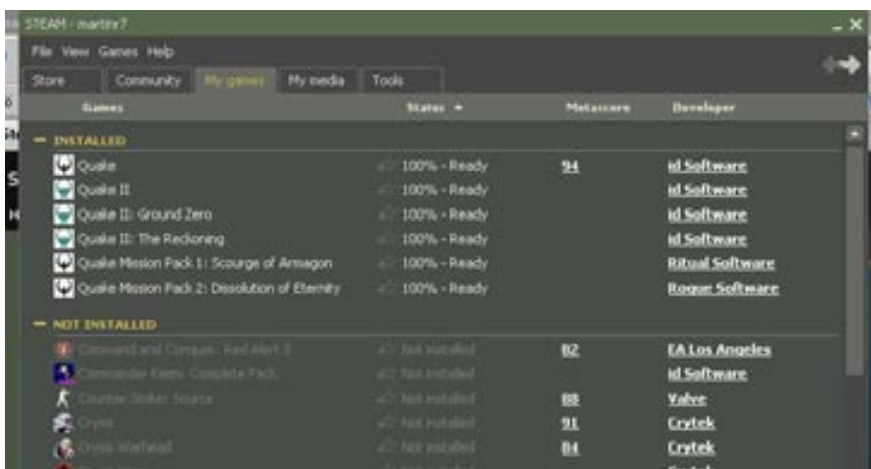 STEAM - martinr7
File View Games Help
Store Community My games My media Tools
Games Status Metascore Developer
INSTALLED
Quake 100% - Ready 94 id Software
Quake II 100% - Ready id Software
Quake II: Ground Zero 100% - Ready id Software
Quake II: The Reckoning 100% - Ready id Software
Quake Mission Pack 1: Scourge of Armagon 100% - Ready Ritual Software
Quake Mission Pack 2: Dissolution of Eternity 100% - Ready Rogue Software
NOT INSTALLED
Command and Conquer: Red Alert 3 Not installed 82 EA Los Angeles
Commander Keen: Complete Pack Not installed id Software
Counter-Strike: Source Not installed 88 Valve
Crysis Not installed 91 Crytek
Crysis Warhead Not installed 84 Crytek